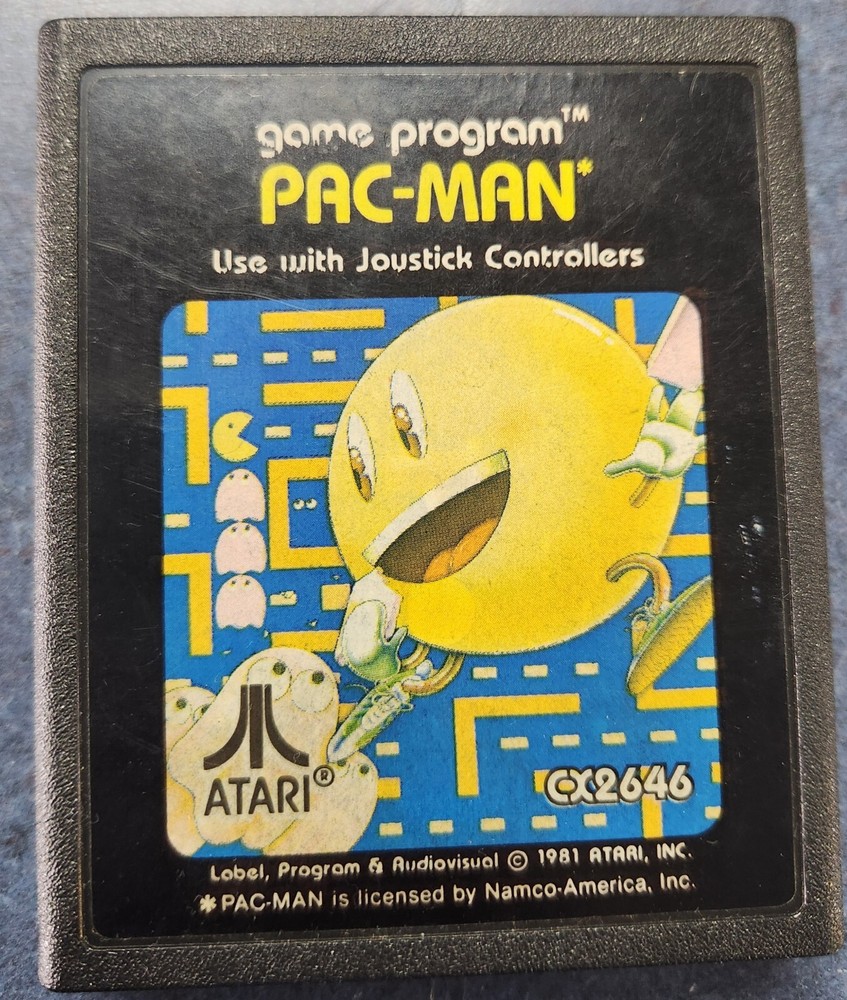 game program™
PAC-MAN*
Use with Joystick Controllers
ATARI®
CX2646
Label, Program & Audiovisual © 1981 ATARI, INC.
*PAC-MAN is licensed by Namco-America, Inc.